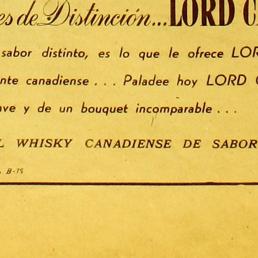 es de Distinción... LORD C
sabor distinto, es lo que le ofrece LOR
nte canadiense . . . Paladee hoy LORD C
ave y de un bouquet incomparable . . .
L WHISKY CANADIENSE DE SABOR
B-75